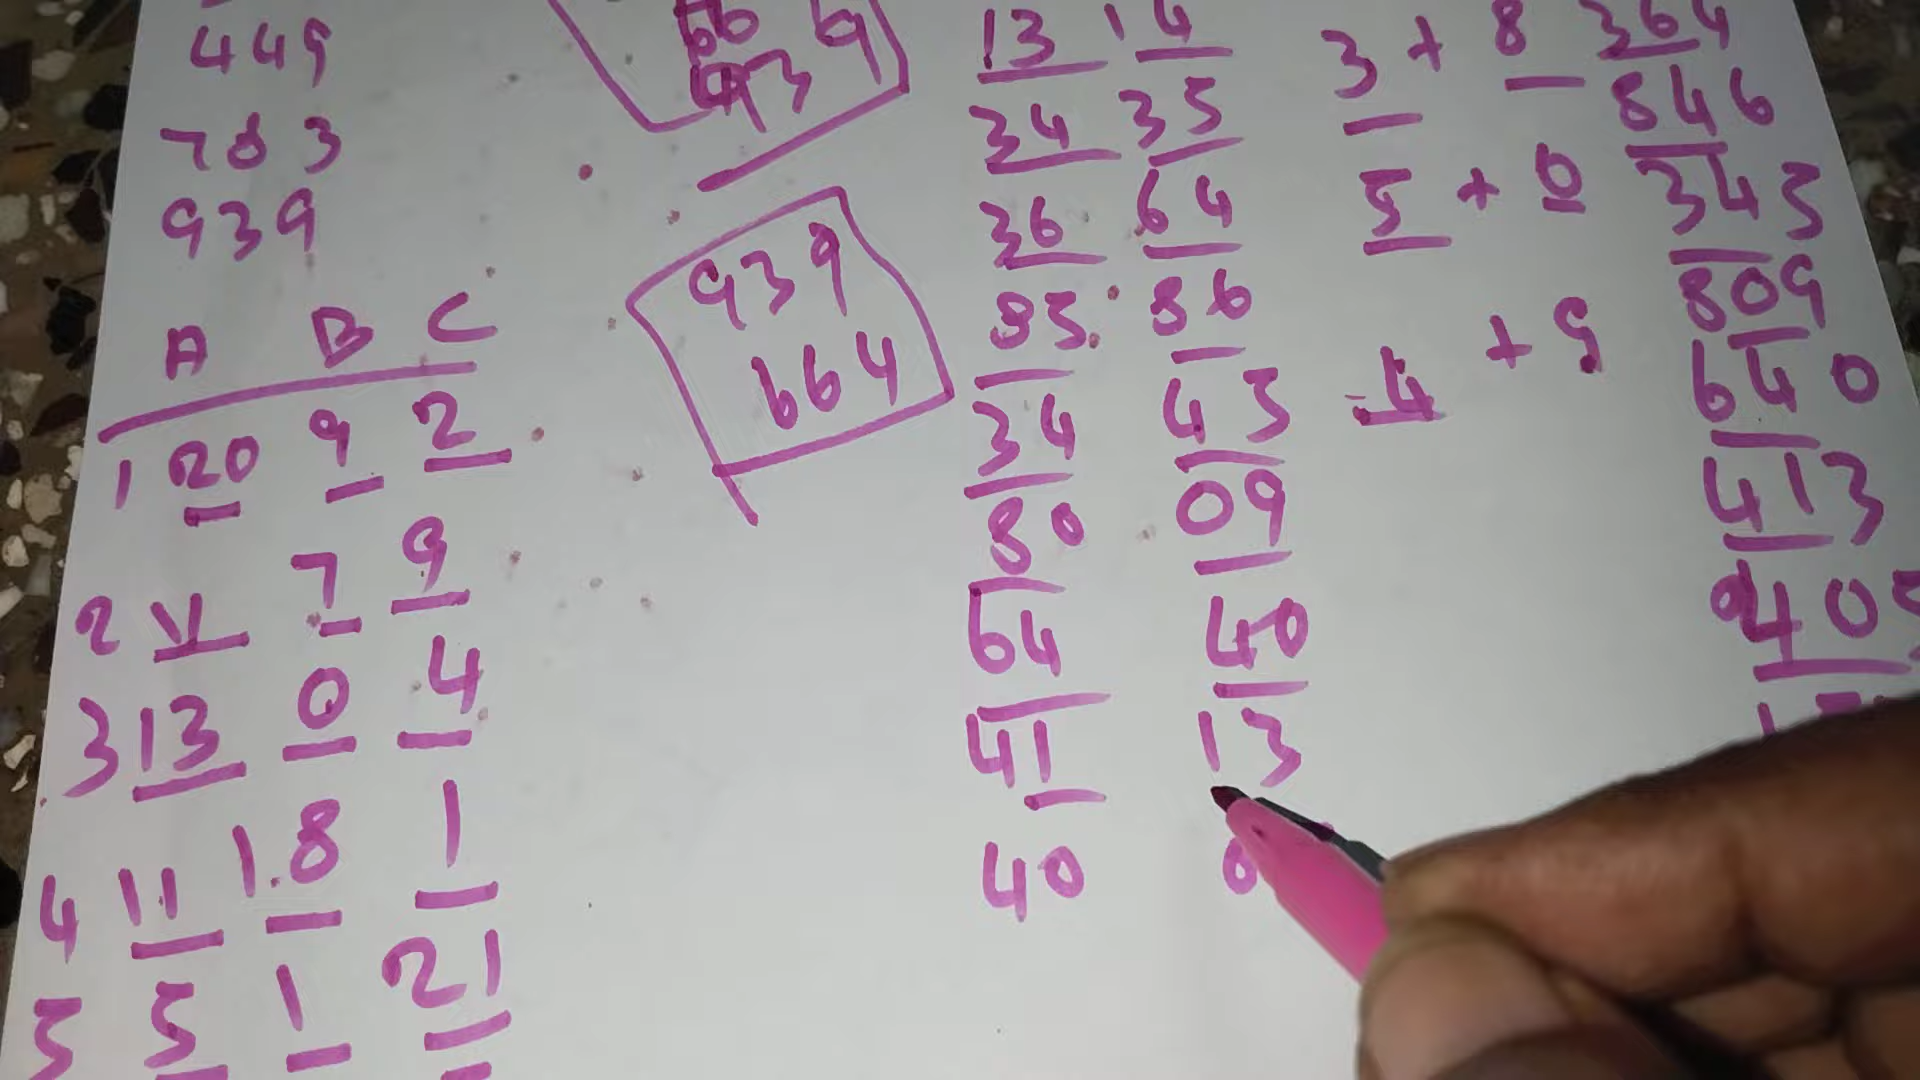 449
783
939
A B C
1 20 9 2
2 11 7 9
3 13 0 4
4 11 1.8 1
5 5 1 21
939
664
13 14
34 35
36 64
85 86
34 45
80 09
64 40
41 13
40
3 + 8
5 + 0
4 + 9
364
846
343
809
640
413